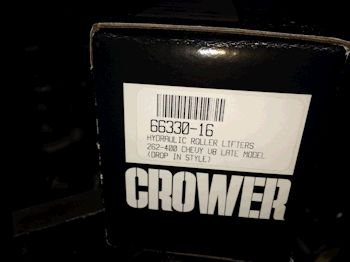 66330-16
HYDRAULIC ROLLER LIFTERS
262-400 CHEVY V8 LATE MODEL
(DROP IN STYLE)
CROWER